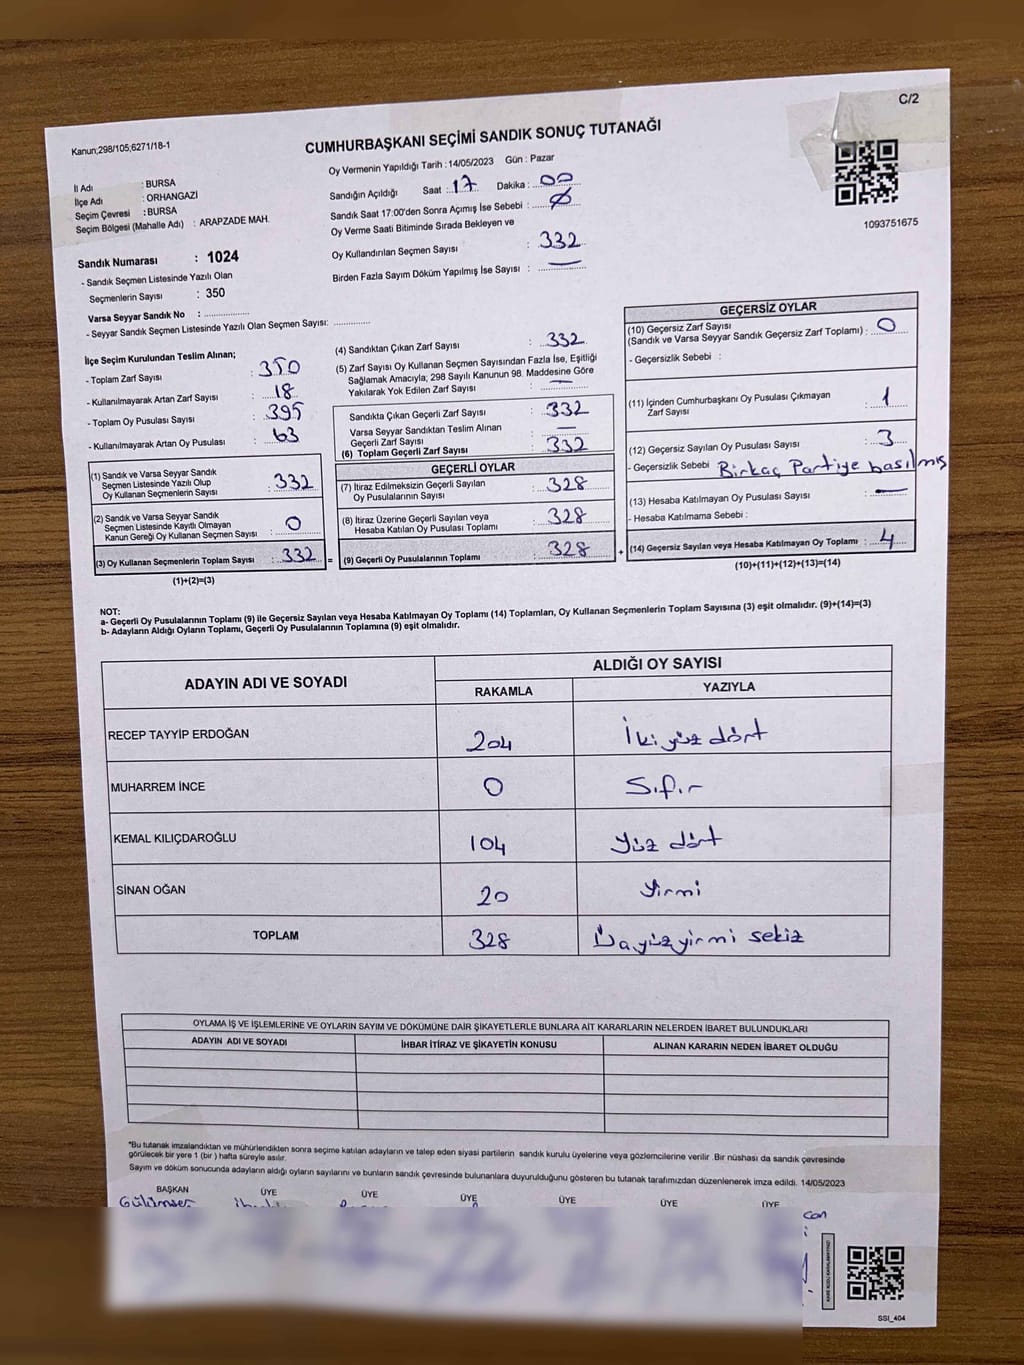 C/2
Kanun;298/105;6271/18-1
CUMHURBAŞKANI SEÇİMİ SANDIK SONUÇ TUTANAĞI
Oy Vermenin Yapıldığı Tarih : 14/05/2023 Gün : Pazar
İl Adı : BURSA
İlçe Adı : ORHANGAZİ
Seçim Çevresi : BURSA
Seçim Bölgesi (Mahalle Adı) : ARAPZADE MAH.
Sandığın Açıldığı Saat : 17 Dakika : 00
Sandık Saat 17:00'den Sonra Açımış İse Sebebi : Ø
Oy Verme Saati Bitiminde Sırada Bekleyen ve
Oy Kullandırılan Seçmen Sayısı : 332
Birden Fazla Sayım Döküm Yapılmış İse Sayısı : —
1093751675
Sandık Numarası : 1024
- Sandık Seçmen Listesinde Yazılı Olan
Seçmenlerin Sayısı : 350
Varsa Seyyar Sandık No : ..................
- Seyyar Sandık Seçmen Listesinde Yazılı Olan Seçmen Sayısı: ..............
İlçe Seçim Kurulundan Teslim Alınan;
- Toplam Zarf Sayısı : 350
- Kullanılmayarak Artan Zarf Sayısı : 18
- Toplam Oy Pusulası Sayısı : 395
- Kullanılmayarak Artan Oy Pusulası : 63
(1) Sandık ve Varsa Seyyar Sandık
Seçmen Listesinde Yazılı Olup
Oy Kullanan Seçmenlerin Sayısı : 332
(2) Sandık ve Varsa Seyyar Sandık
Seçmen Listesinde Kayıtlı Olmayan
Kanun Gereği Oy Kullanan Seçmen Sayısı : 0
(3) Oy Kullanan Seçmenlerin Toplam Sayısı : 332 =
(1)+(2)=(3)
(4) Sandıktan Çıkan Zarf Sayısı : 332
(5) Zarf Sayısı Oy Kullanan Seçmen Sayısından Fazla İse, Eşitliği
Sağlamak Amacıyla; 298 Sayılı Kanunun 98. Maddesine Göre
Yakılarak Yok Edilen Zarf Sayısı : —
Sandıkta Çıkan Geçerli Zarf Sayısı : 332
Varsa Seyyar Sandıktan Teslim Alınan
Geçerli Zarf Sayısı : —
(6) Toplam Geçerli Zarf Sayısı : 332
GEÇERLİ OYLAR
(7) İtiraz Edilmeksizin Geçerli Sayılan
Oy Pusulalarının Sayısı : 328
(8) İtiraz Üzerine Geçerli Sayılan veya
Hesaba Katılan Oy Pusulası Toplamı : 328
(9) Geçerli Oy Pusulalarının Toplamı : 328 +
GEÇERSİZ OYLAR
(10) Geçersiz Zarf Sayısı
(Sandık ve Varsa Seyyar Sandık Geçersiz Zarf Toplamı) : 0
- Geçersizlik Sebebi :
(11) İçinden Cumhurbaşkanı Oy Pusulası Çıkmayan
Zarf Sayısı : 1
(12) Geçersiz Sayılan Oy Pusulası Sayısı : 3
- Geçersizlik Sebebi Birkaç Partiye basılmış
(13) Hesaba Katılmayan Oy Pusulası Sayısı : —
- Hesaba Katılmama Sebebi :
(14) Geçersiz Sayılan veya Hesaba Katılmayan Oy Toplamı : 4
(10)+(11)+(12)+(13)=(14)
NOT:
a- Geçerli Oy Pusulalarının Toplamı (9) ile Geçersiz Sayılan veya Hesaba Katılmayan Oy Toplamı (14) Toplamları, Oy Kullanan Seçmenlerin Toplam Sayısına (3) eşit olmalıdır. (9)+(14)=(3)
b- Adayların Aldığı Oyların Toplamı, Geçerli Oy Pusulalarının Toplamına (9) eşit olmalıdır.
ADAYIN ADI VE SOYADI ALDIĞI OY SAYISI
RAKAMLA YAZIYLA
RECEP TAYYİP ERDOĞAN 204 İkiyüz dört
MUHARREM İNCE 0 Sıfır
KEMAL KILIÇDAROĞLU 104 Yüz dört
SİNAN OĞAN 20 Yirmi
TOPLAM 328 Üçyüzyirmi sekiz
OYLAMA İŞ VE İŞLEMLERİNE VE OYLARIN SAYIM VE DÖKÜMÜNE DAİR ŞİKAYETLERLE BUNLARA AİT KARARLARIN NELERDEN İBARET BULUNDUKLARI
ADAYIN ADI VE SOYADI İHBAR İTİRAZ VE ŞİKAYETİN KONUSU ALINAN KARARIN NEDEN İBARET OLDUĞU
*Bu tutanak imzalandıktan ve mühürlendikten sonra seçime katılan adayların ve talep eden siyasi partilerin sandık kurulu üyelerine veya gözlemcilerine verilir .Bir nüshası da sandık çevresinde
görülecek bir yere 1 (bir ) hafta süreyle asılır.
Sayım ve döküm sonucunda adayların aldığı oyların sayılarını ve bunların sandık çevresinde bulunanlara duyurulduğunu gösteren bu tutanak tarafımızdan düzenlenerek imza edildi. 14/05/2023
BAŞKAN ÜYE ÜYE ÜYE ÜYE ÜYE ÜYE
Gülümser
SSİ_404